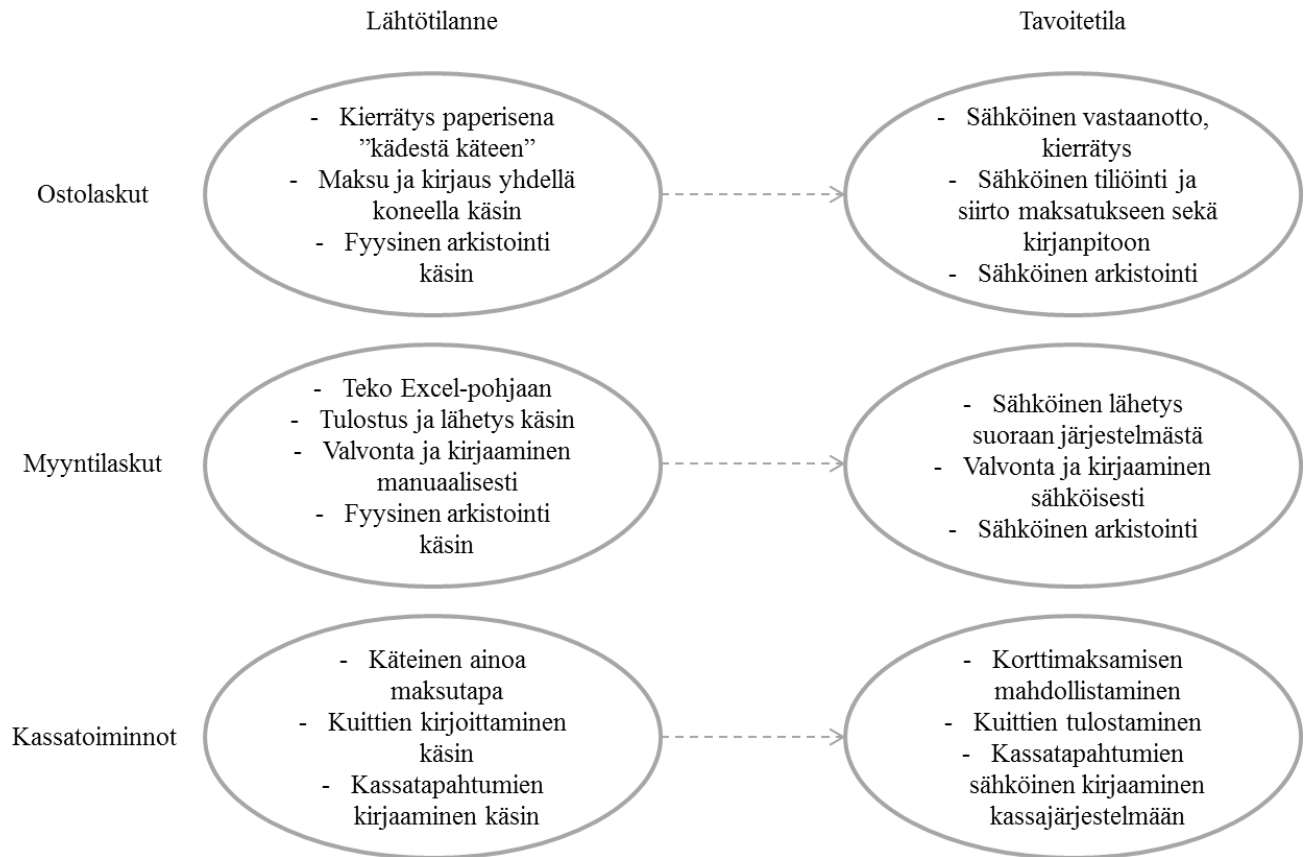 Lähtötilanne
Tavoitetila
Ostolaskut
- Kierrätys paperisena
”kädestä käteen”
- Maksu ja kirjaus yhdellä
koneella käsin
- Fyysinen arkistointi
käsin
- Sähköinen vastaanotto,
kierrätys
- Sähköinen tiliöinti ja
siirto maksatukseen sekä
kirjanpitoon
- Sähköinen arkistointi
Myyntilaskut
- Teko Excel-pohjaan
- Tulostus ja lähetys käsin
- Valvonta ja kirjaaminen
manuaalisesti
- Fyysinen arkistointi
käsin
- Sähköinen lähetys
suoraan järjestelmästä
- Valvonta ja kirjaaminen
sähköisesti
- Sähköinen arkistointi
Kassatoiminnot
- Käteinen ainoa
maksutapa
- Kuittien kirjoittaminen
käsin
- Kassatapahtumien
kirjaaminen käsin
- Korttimaksamisen
mahdollistaminen
- Kuittien tulostaminen
- Kassatapahtumien
sähköinen kirjaaminen
kassajärjestelmään